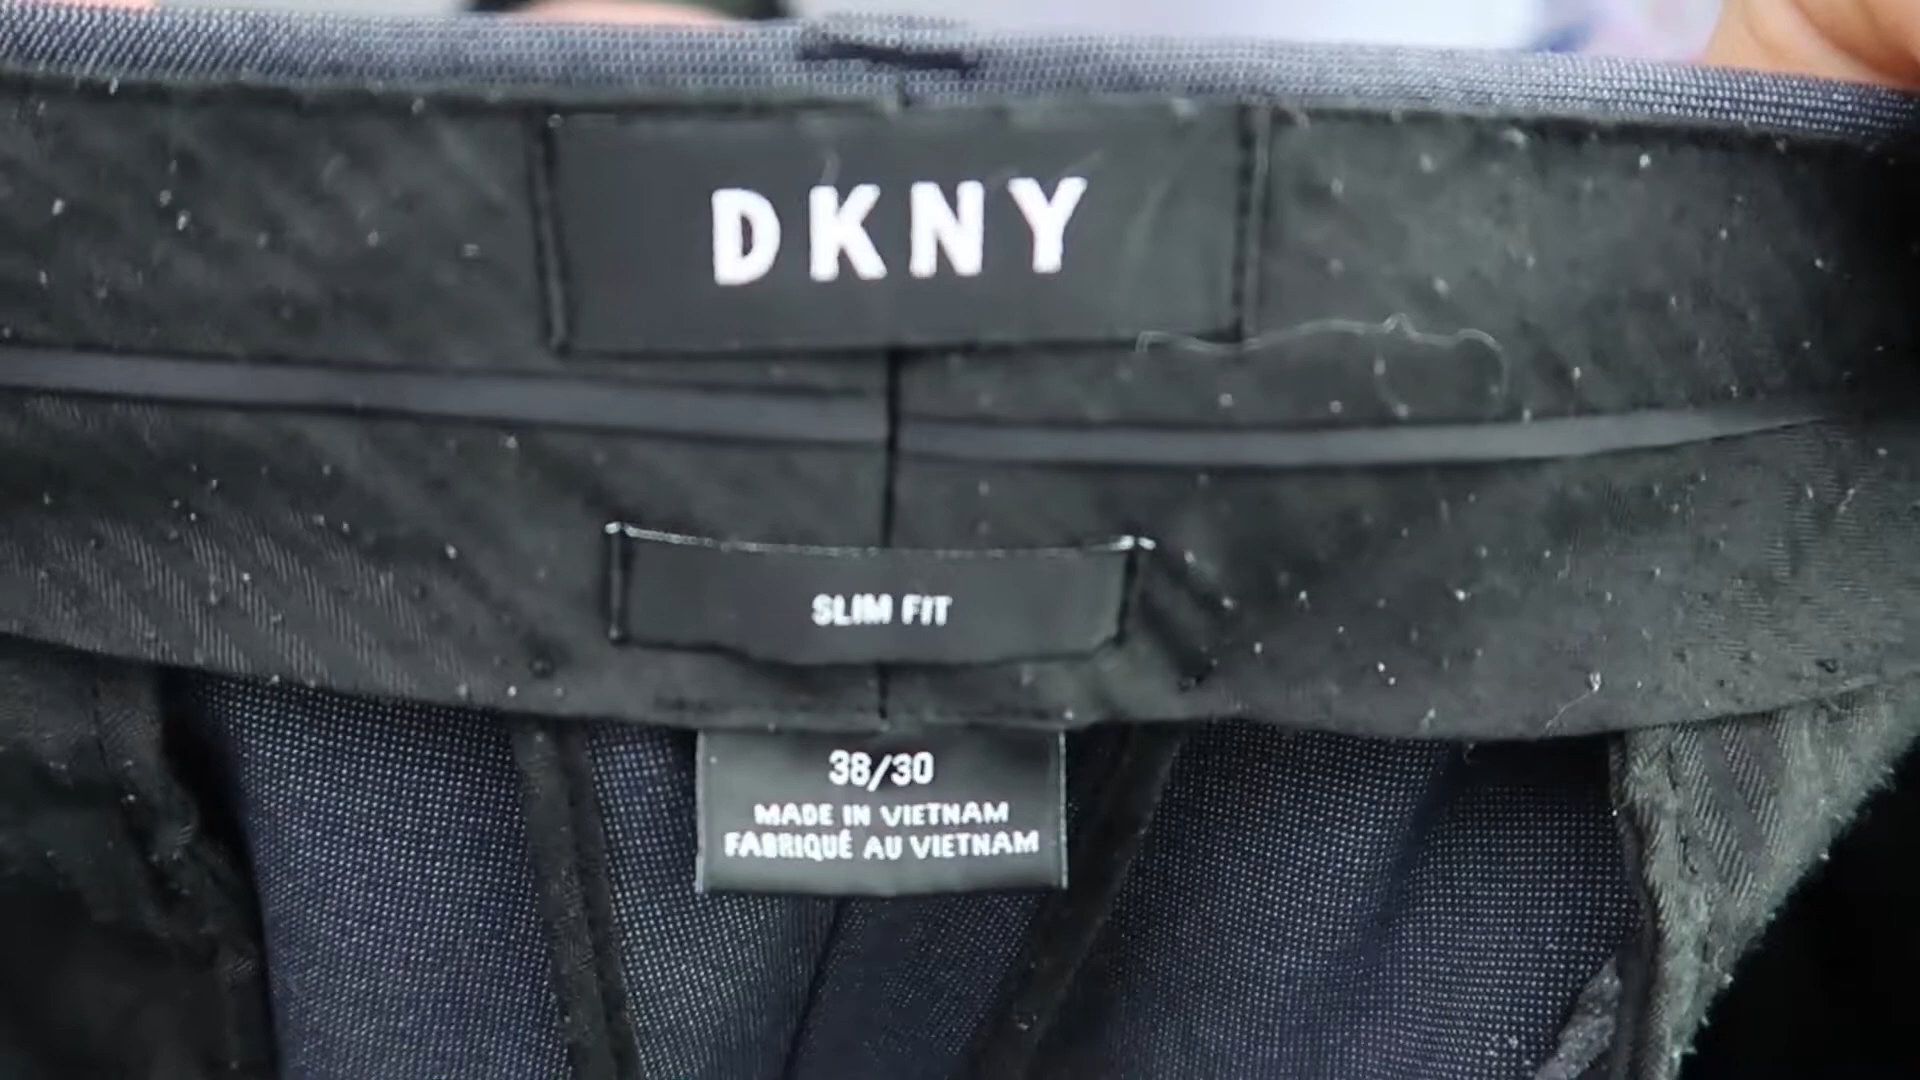 DKNY
SLIM FIT
38/30
MADE IN VIETNAM
FABRIQUÉ AU VIETNAM